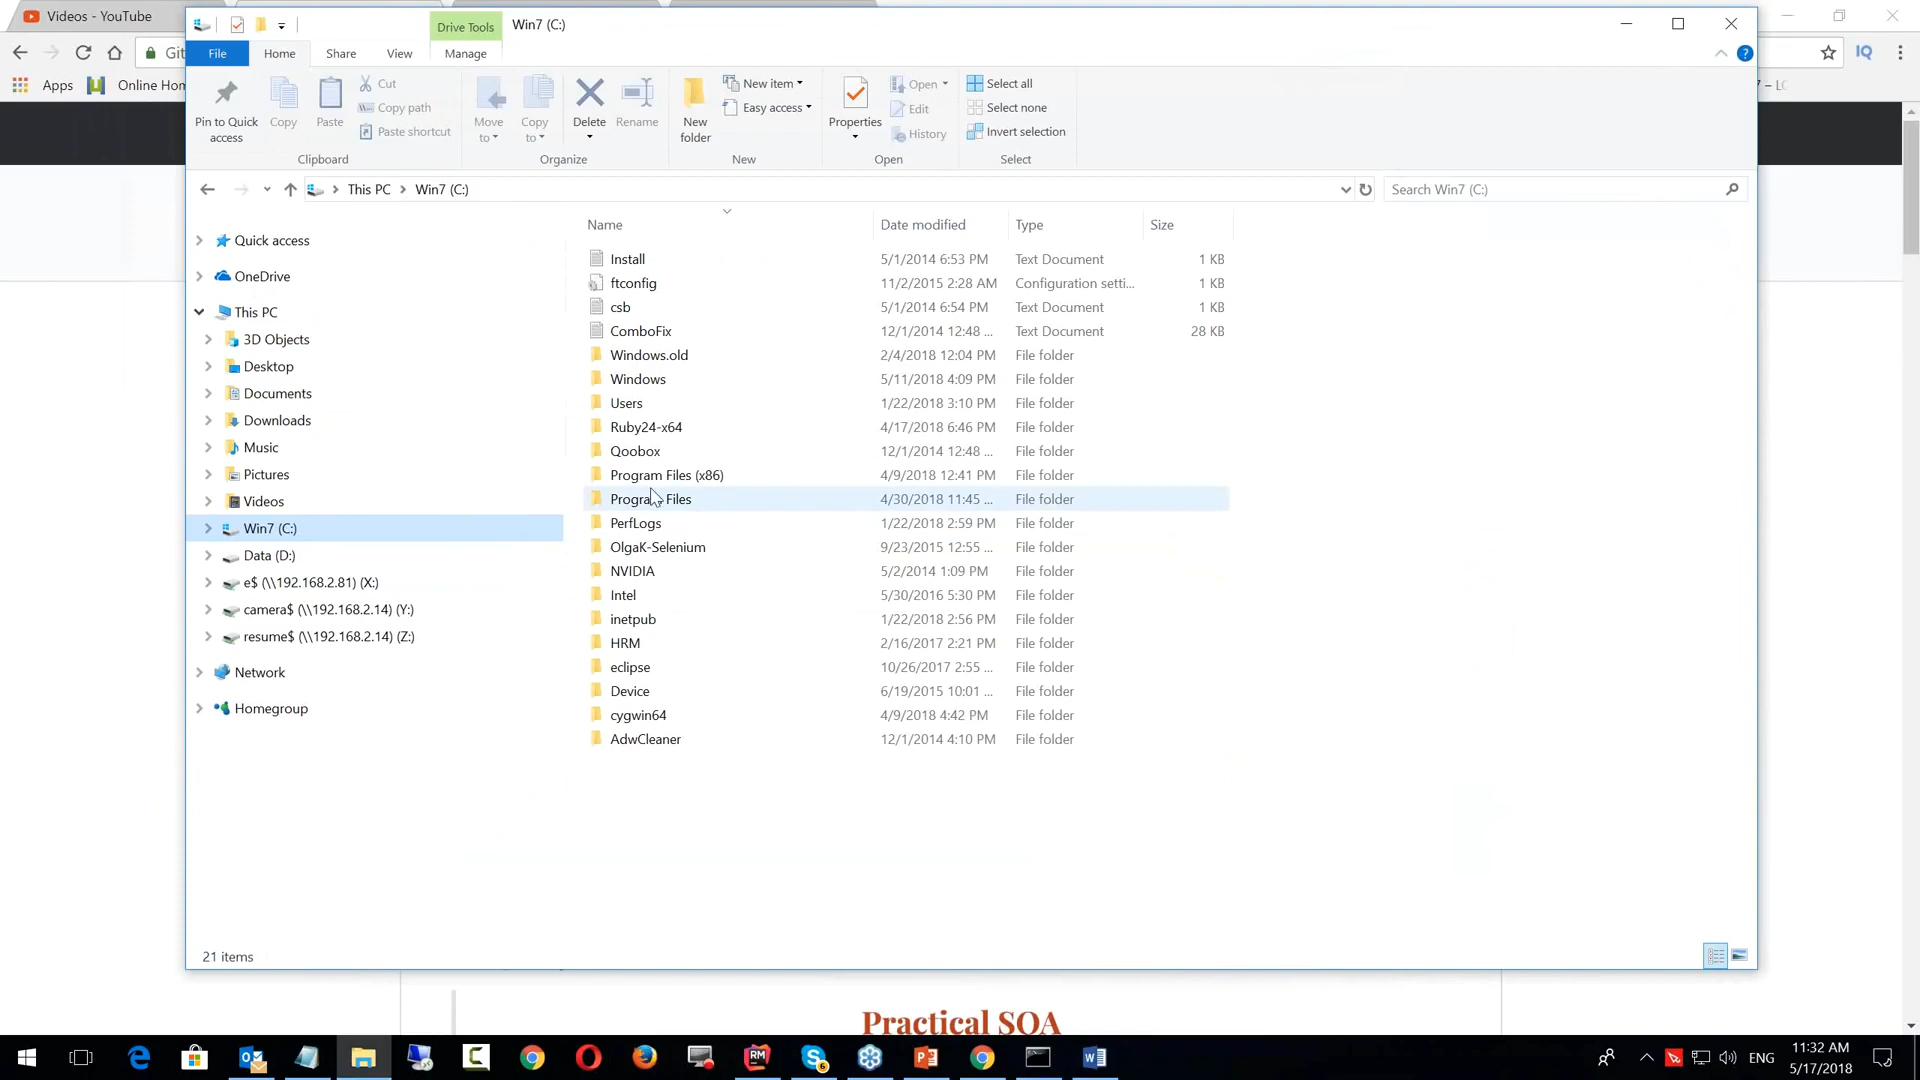 Videos - YouTube
Drive Tools
Win7 (C:)
File
Home
Share
View
Manage
Git
Apps
Online Hom
Pin to Quick access
Copy
Paste
Cut
Copy path
Paste shortcut
Clipboard
Move to
Copy to
Delete
Rename
Organize
New folder
New item
Easy access
New
Properties
Open
Edit
History
Open
Select all
Select none
Invert selection
Select
This PC
Win7 (C:)
Search Win7 (C:)
Quick access
OneDrive
This PC
3D Objects
Desktop
Documents
Downloads
Music
Pictures
Videos
Win7 (C:)
Data (D:)
e$ (\\192.168.2.81) (X:)
camera$ (\\192.168.2.14) (Y:)
resume$ (\\192.168.2.14) (Z:)
Network
Homegroup
Name Date modified Type Size
Install 5/1/2014 6:53 PM Text Document 1 KB
ftconfig 11/2/2015 2:28 AM Configuration setti... 1 KB
csb 5/1/2014 6:54 PM Text Document 1 KB
ComboFix 12/1/2014 12:48 ... Text Document 28 KB
Windows.old 2/4/2018 12:04 PM File folder
Windows 5/11/2018 4:09 PM File folder
Users 1/22/2018 3:10 PM File folder
Ruby24-x64 4/17/2018 6:46 PM File folder
Qoobox 12/1/2014 12:48 ... File folder
Program Files (x86) 4/9/2018 12:41 PM File folder
Program Files 4/30/2018 11:45 ... File folder
PerfLogs 1/22/2018 2:59 PM File folder
OlgaK-Selenium 9/23/2015 12:55 ... File folder
NVIDIA 5/2/2014 1:09 PM File folder
Intel 5/30/2016 5:30 PM File folder
inetpub 1/22/2018 2:56 PM File folder
HRM 2/16/2017 2:21 PM File folder
eclipse 10/26/2017 2:55 ... File folder
Device 6/19/2015 10:01 ... File folder
cygwin64 4/9/2018 4:42 PM File folder
AdwCleaner 12/1/2014 4:10 PM File folder
21 items
Practical SOA
ENG
11:32 AM
5/17/2018